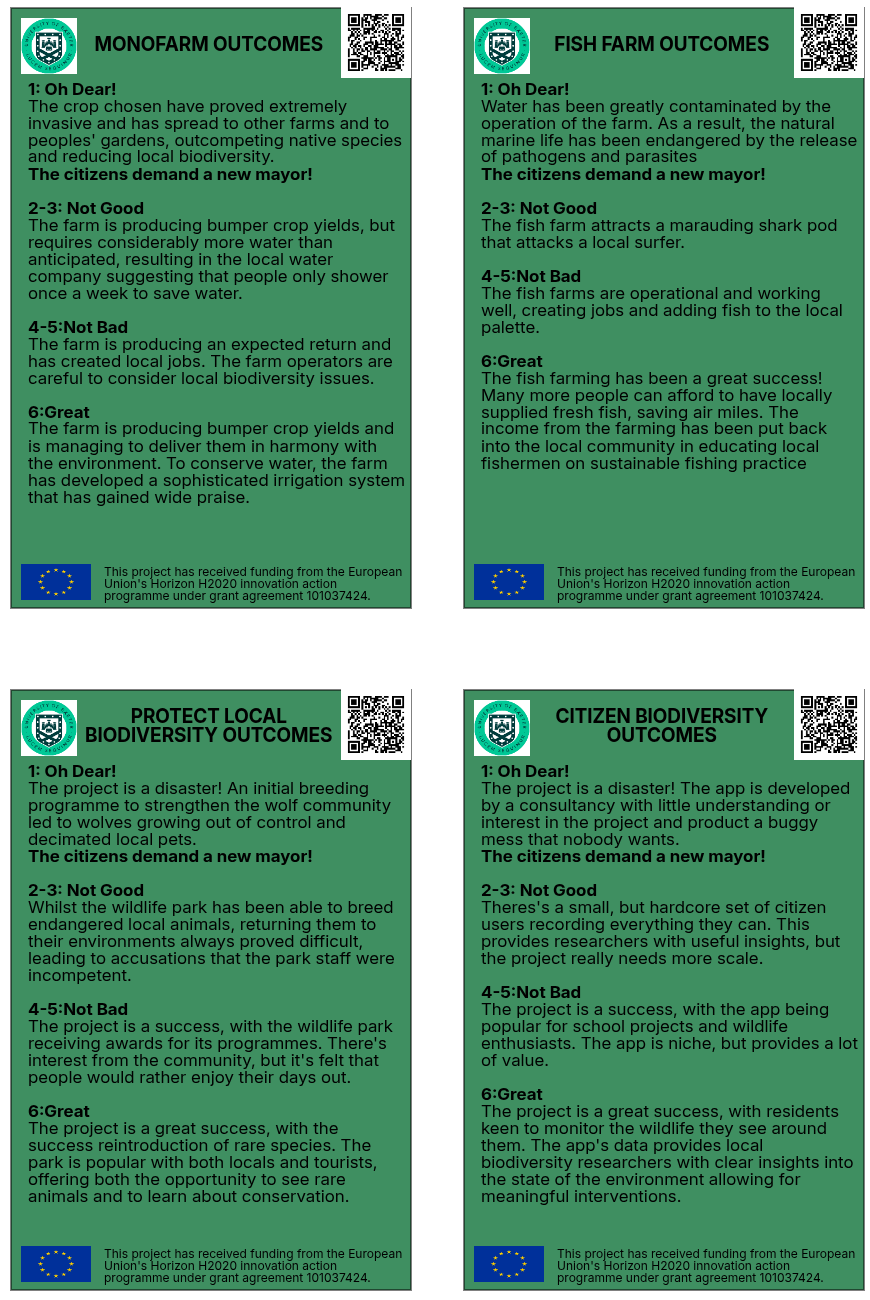 MONOFARM OUTCOMES
1: Oh Dear!
The crop chosen have proved extremely
invasive and has spread to other farms and to
peoples' gardens, outcompeting native species
and reducing local biodiversity.
The citizens demand a new mayor!
2-3: Not Good
The farm is producing bumper crop yields, but
requires considerably more water than
anticipated, resulting in the local water
company suggesting that people only shower
once a week to save water.
4-5:Not Bad
The farm is producing an expected return and
has created local jobs. The farm operators are
careful to consider local biodiversity issues.
6:Great
The farm is producing bumper crop yields and
is managing to deliver them in harmony with
the environment. To conserve water, the farm
has developed a sophisticated irrigation system
that has gained wide praise.
This project has received funding from the European
Union's Horizon H2020 innovation action
programme under grant agreement 101037424.
FISH FARM OUTCOMES
1: Oh Dear!
Water has been greatly contaminated by the
operation of the farm. As a result, the natural
marine life has been endangered by the release
of pathogens and parasites
The citizens demand a new mayor!
2-3: Not Good
The fish farm attracts a marauding shark pod
that attacks a local surfer.
4-5:Not Bad
The fish farms are operational and working
well, creating jobs and adding fish to the local
palette.
6:Great
The fish farming has been a great success!
Many more people can afford to have locally
supplied fresh fish, saving air miles. The
income from the farming has been put back
into the local community in educating local
fishermen on sustainable fishing practice
This project has received funding from the European
Union's Horizon H2020 innovation action
programme under grant agreement 101037424.
PROTECT LOCAL
BIODIVERSITY OUTCOMES
1: Oh Dear!
The project is a disaster! An initial breeding
programme to strengthen the wolf community
led to wolves growing out of control and
decimated local pets.
The citizens demand a new mayor!
2-3: Not Good
Whilst the wildlife park has been able to breed
endangered local animals, returning them to
their environments always proved difficult,
leading to accusations that the park staff were
incompetent.
4-5:Not Bad
The project is a success, with the wildlife park
receiving awards for its programmes. There's
interest from the community, but it's felt that
people would rather enjoy their days out.
6:Great
The project is a great success, with the
success reintroduction of rare species. The
park is popular with both locals and tourists,
offering both the opportunity to see rare
animals and to learn about conservation.
This project has received funding from the European
Union's Horizon H2020 innovation action
programme under grant agreement 101037424.
CITIZEN BIODIVERSITY
OUTCOMES
1: Oh Dear!
The project is a disaster! The app is developed
by a consultancy with little understanding or
interest in the project and product a buggy
mess that nobody wants.
The citizens demand a new mayor!
2-3: Not Good
Theres's a small, but hardcore set of citizen
users recording everything they can. This
provides researchers with useful insights, but
the project really needs more scale.
4-5:Not Bad
The project is a success, with the app being
popular for school projects and wildlife
enthusiasts. The app is niche, but provides a lot
of value.
6:Great
The project is a great success, with residents
keen to monitor the wildlife they see around
them. The app's data provides local
biodiversity researchers with clear insights into
the state of the environment allowing for
meaningful interventions.
This project has received funding from the European
Union's Horizon H2020 innovation action
programme under grant agreement 101037424.